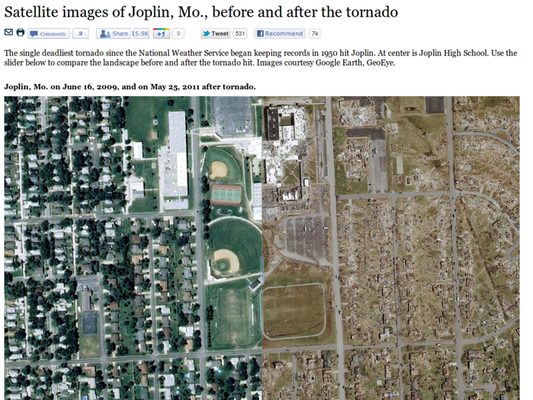 Satellite images of Joplin, Mo., before and after the tornado
Comments 2 Share 15.9K +1 0 Tweet 531 Recommend 7k
The single deadliest tornado since the National Weather Service began keeping records in 1950 hit Joplin. At center is Joplin High School. Use the
slider below to compare the landscape before and after the tornado hit. Images courtesy Google Earth, GeoEye.
Joplin, Mo. on June 16, 2009, and on May 25, 2011 after tornado.